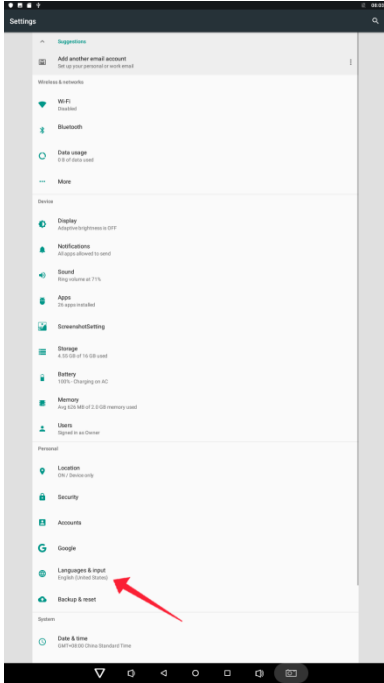 08:05
Settings
Suggestions
Add another email account
Set up your personal or work email
Wireless & networks
Wi-Fi
Disabled
Bluetooth
Data usage
0 B of data used
More
Device
Display
Adaptive brightness is OFF
Notifications
All apps allowed to send
Sound
Ring volume at 71%
Apps
26 apps installed
ScreenshotSetting
Storage
4.55 GB of 16 GB used
Battery
100% - Charging on AC
Memory
Avg 626 MB of 2.0 GB memory used
Users
Signed in as Owner
Personal
Location
ON / Device only
Security
Accounts
Google
Languages & input
English (United States)
Backup & reset
System
Date & time
GMT+08:00 China Standard Time